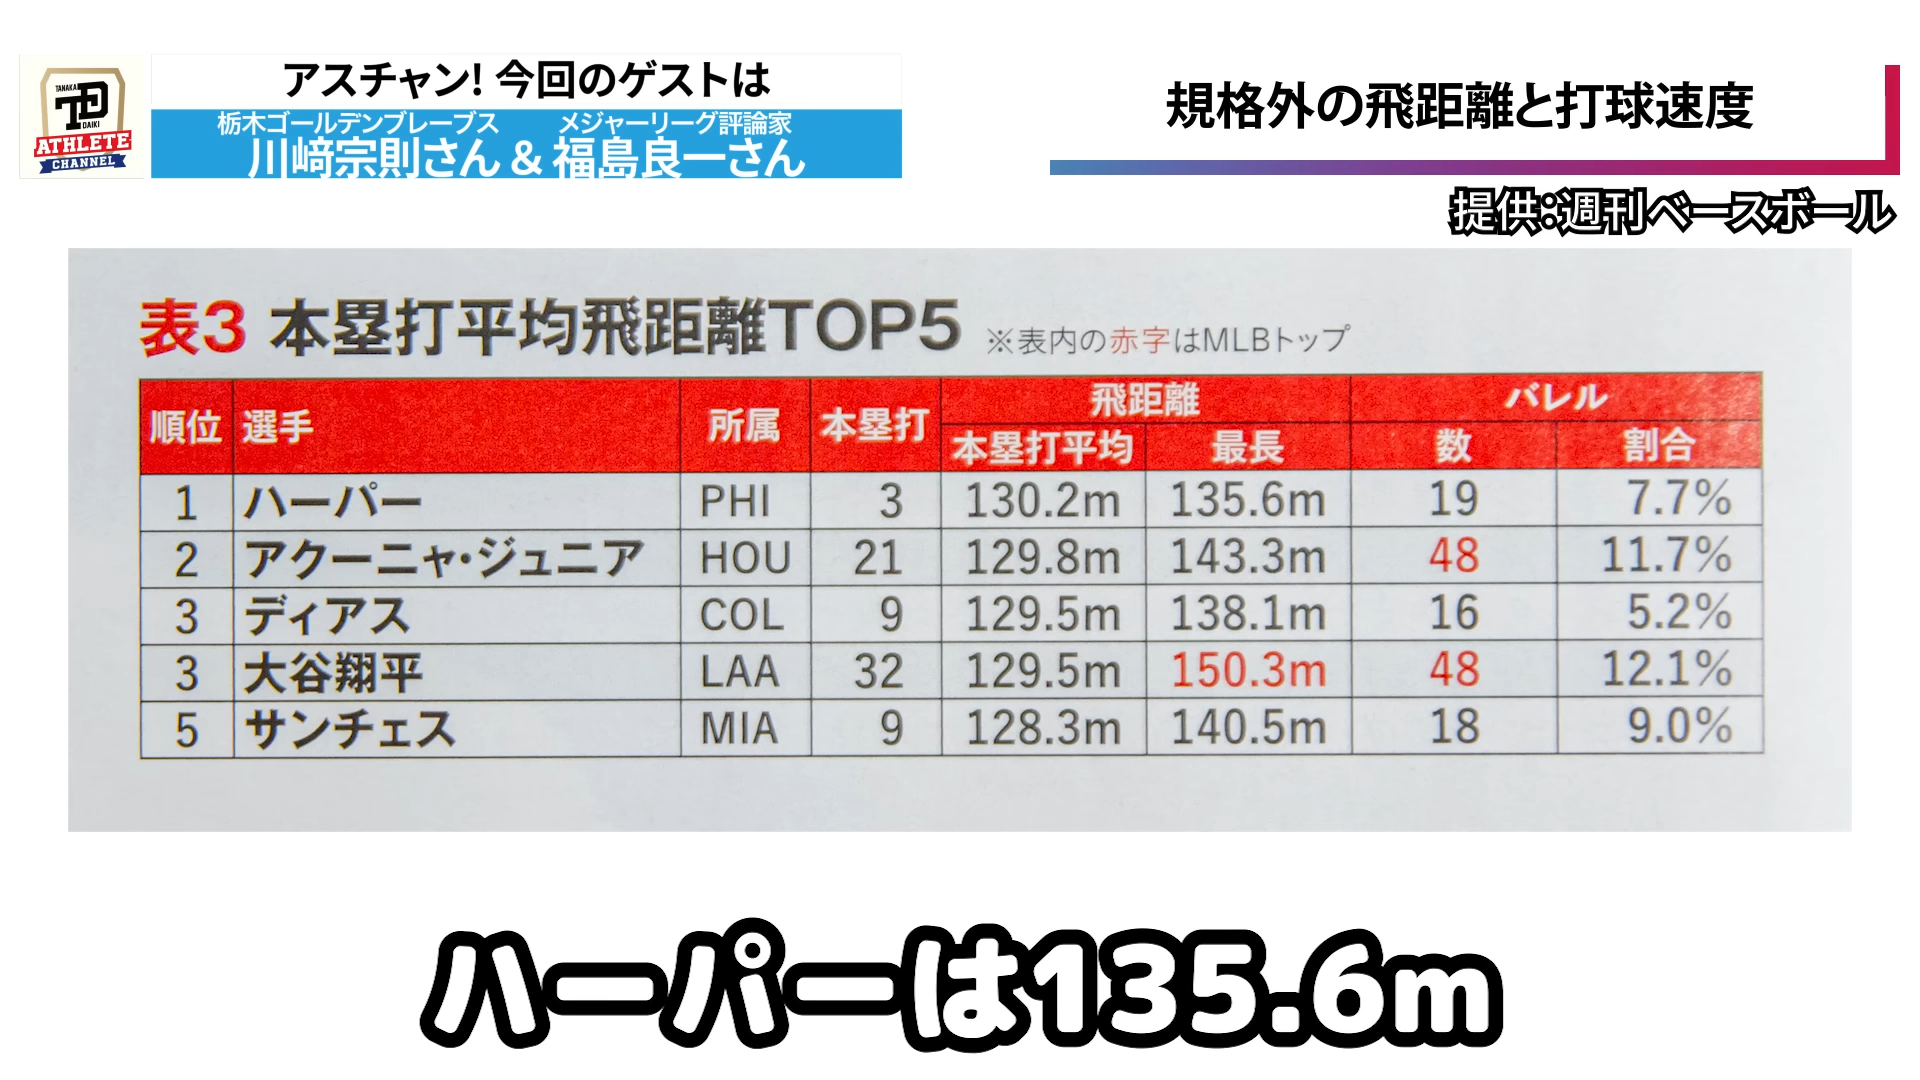 TANAKA
TD
DAIKI
ATHLETE
CHANNEL
アスチャン! 今回のゲストは
栃木ゴールデンブレーブス メジャーリーグ評論家
川﨑宗則さん & 福島良一さん
規格外の飛距離と打球速度
提供:週刊ベースボール
表3 本塁打平均飛距離TOP5 ※表内の赤字はMLBトップ
順位 選手 所属 本塁打 飛距離 バレル
本塁打平均 最長 数 割合
1 ハーパー PHI 3 130.2m 135.6m 19 7.7%
2 アクーニャ・ジュニア HOU 21 129.8m 143.3m 48 11.7%
3 ディアス COL 9 129.5m 138.1m 16 5.2%
3 大谷翔平 LAA 32 129.5m 150.3m 48 12.1%
5 サンチェス MIA 9 128.3m 140.5m 18 9.0%
ハーパーは135.6m